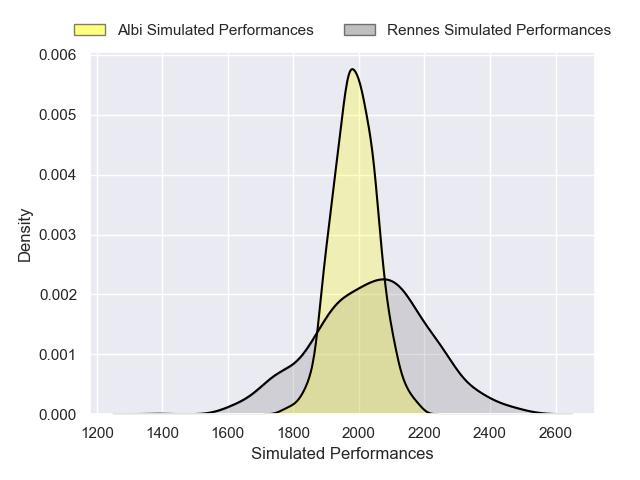 Albi Simulated Performances
Rennes Simulated Performances
0.006
0.005
0.004
0.003
0.002
0.001
0.000
Density
1200 1400 1600 1800 2000 2200 2400 2600
Simulated Performances